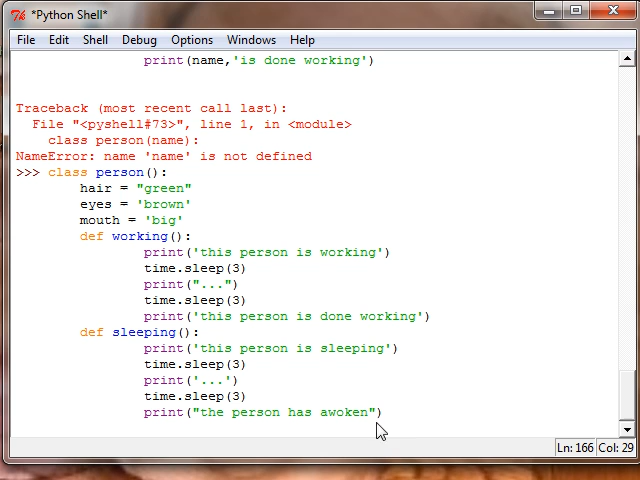 *Python Shell*
File Edit Shell Debug Options Windows Help
print(name,'is done working')
Traceback (most recent call last):
File "<pyshell#73>", line 1, in <module>
class person(name):
NameError: name 'name' is not defined
>>> class person():
hair = "green"
eyes = 'brown'
mouth = 'big'
def working():
print('this person is working')
time.sleep(3)
print("...")
time.sleep(3)
print('this person is done working')
def sleeping():
print('this person is sleeping')
time.sleep(3)
print('...')
time.sleep(3)
print("the person has awoken")
Ln: 166 Col: 29